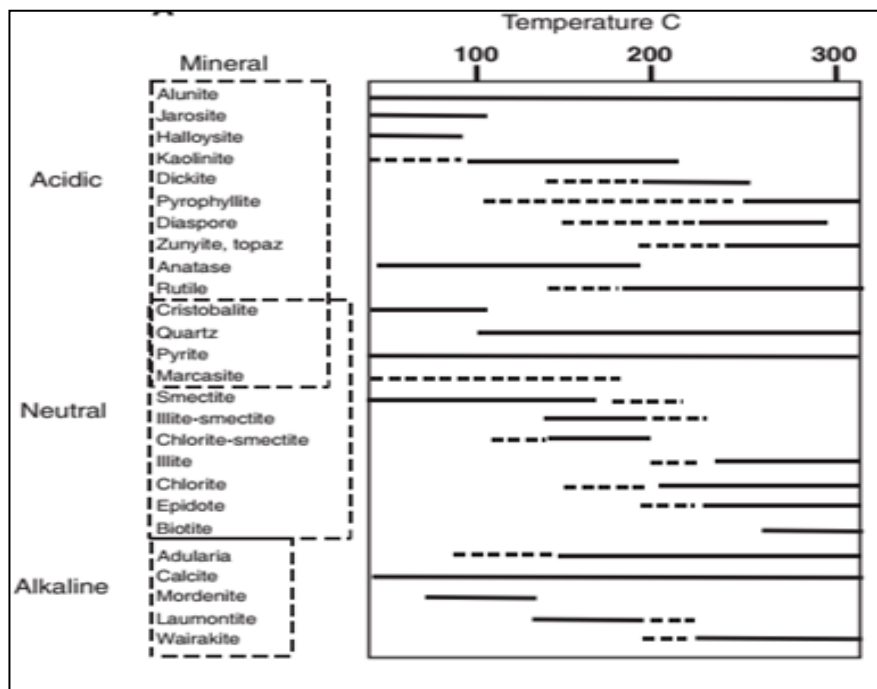 Temperature C
100 200 300
Mineral
Acidic
Alunite
Jarosite
Halloysite
Kaolinite
Dickite
Pyrophyllite
Diaspore
Zunyite, topaz
Anatase
Rutile
Cristobalite
Quartz
Pyrite
Marcasite
Neutral
Smectite
Illite-smectite
Chlorite-smectite
Illite
Chlorite
Epidote
Biotite
Alkaline
Adularia
Calcite
Mordenite
Laumontite
Wairakite